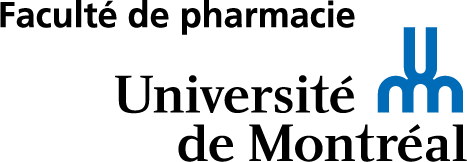 Faculté de pharmacie
Université
de Montréal